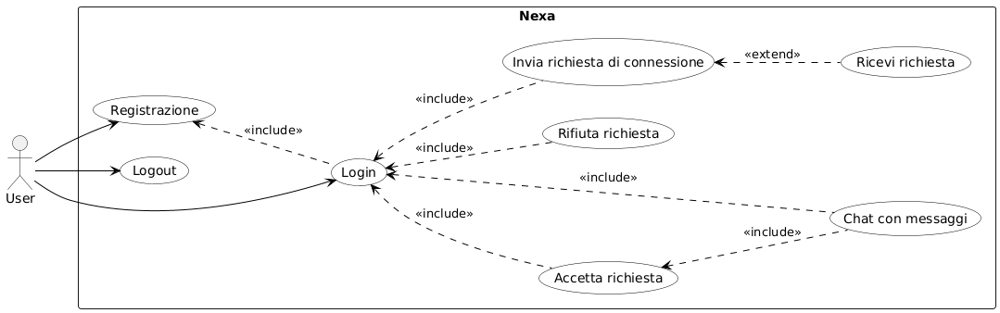 Nexa
User
Registrazione
Logout
Login
«include»
«include»
«include»
«include»
«include»
«include»
«extend»
Invia richiesta di connessione
Ricevi richiesta
Rifiuta richiesta
Chat con messaggi
Accetta richiesta